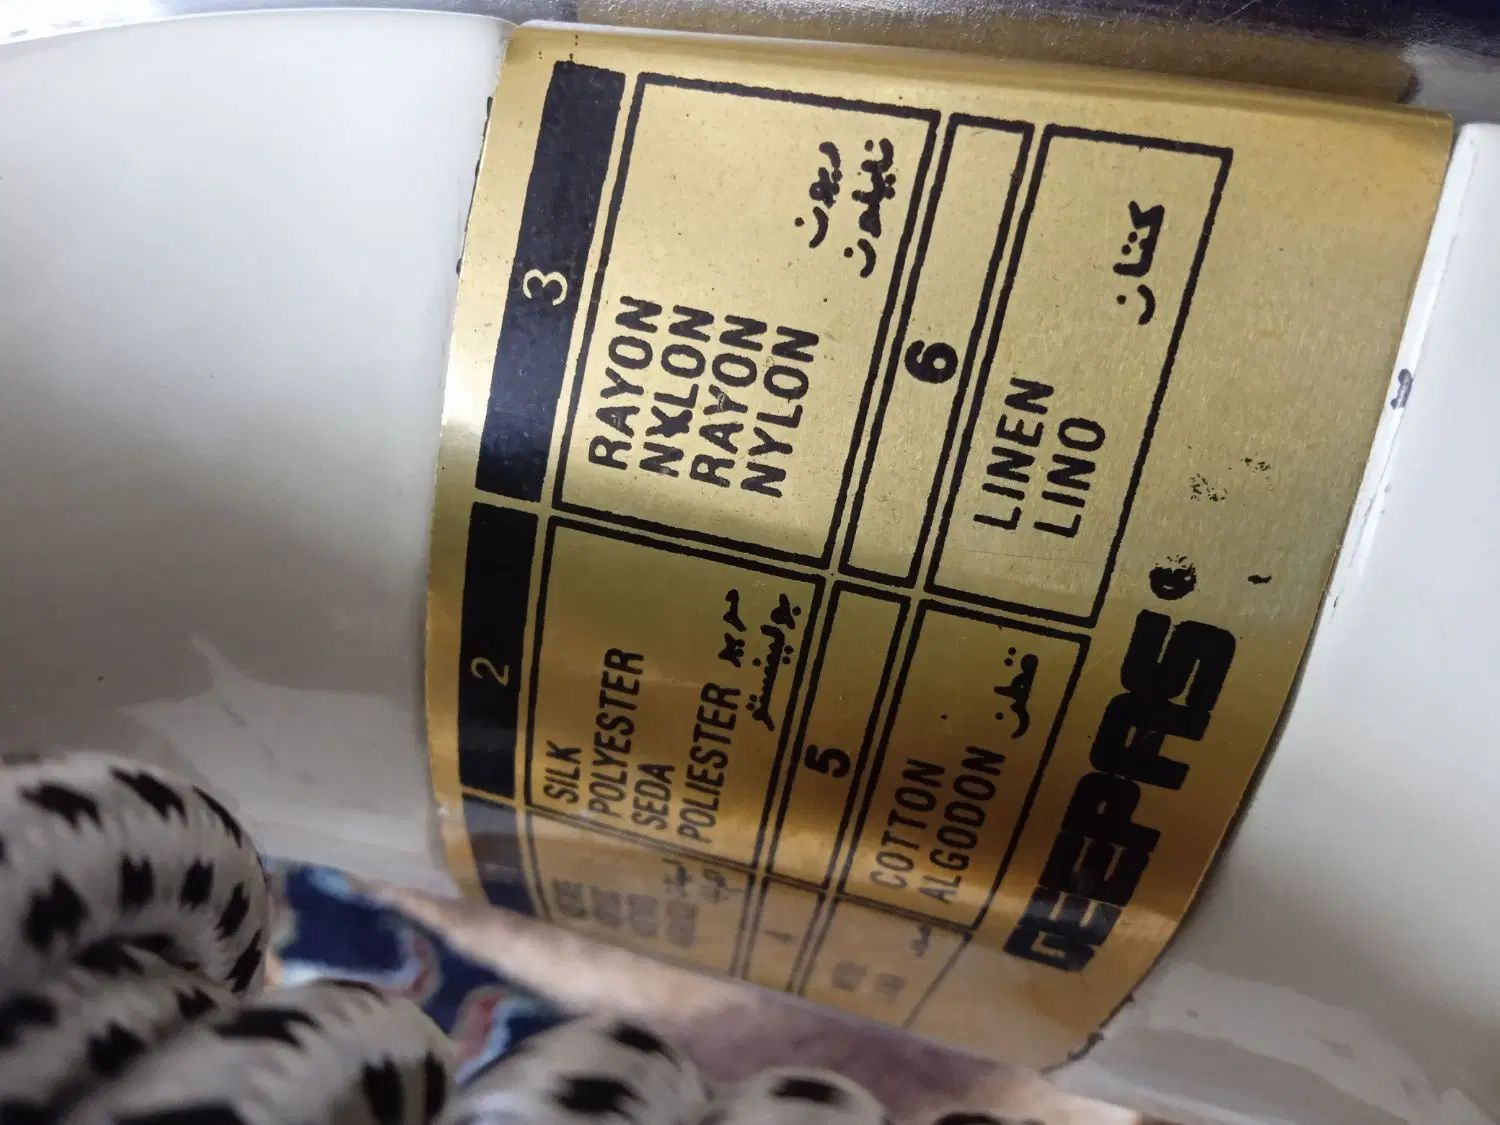 3
RAYON
NYLON
RAYON
NYLON
ريون
نايلون
2
SILK
POLYESTER
SEDA
POLIESTER
حرير
6
LINEN
LINO
كتان
5
COTTON
ALGODON
قطن
4
GEEPAS